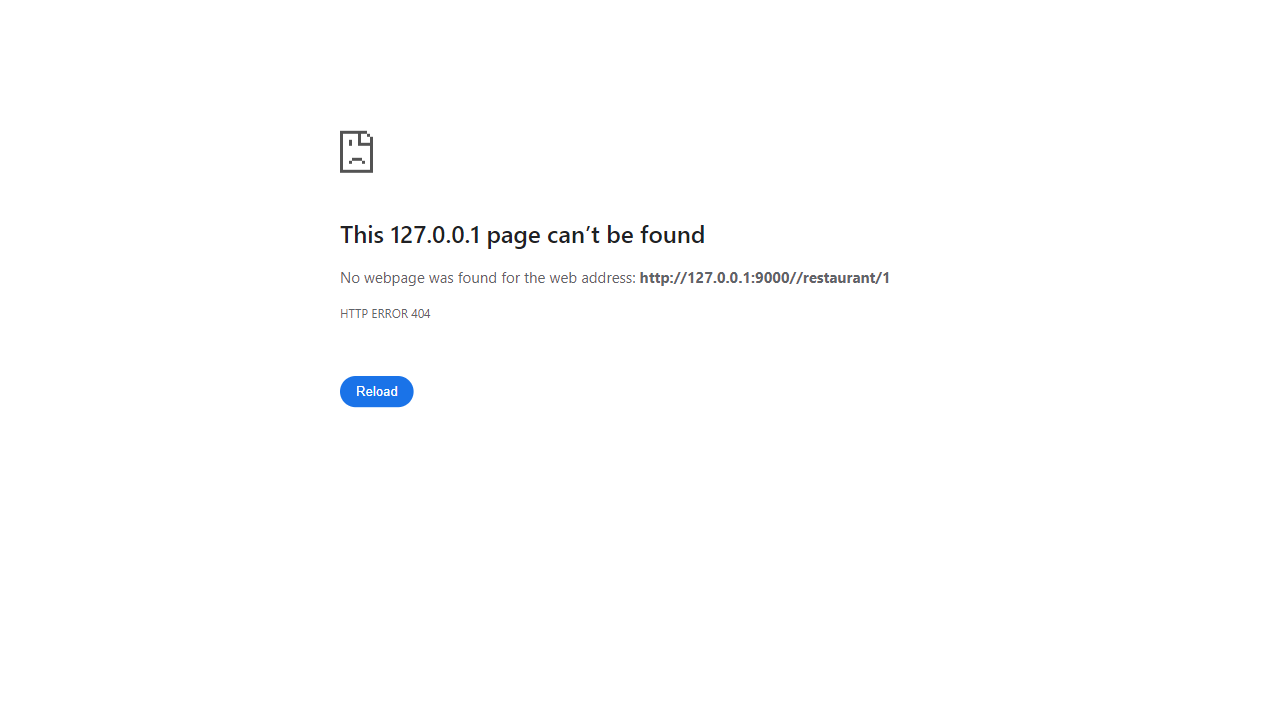 This 127.0.0.1 page can’t be found
No webpage was found for the web address: http://127.0.0.1:9000//restaurant/1
HTTP ERROR 404
Reload